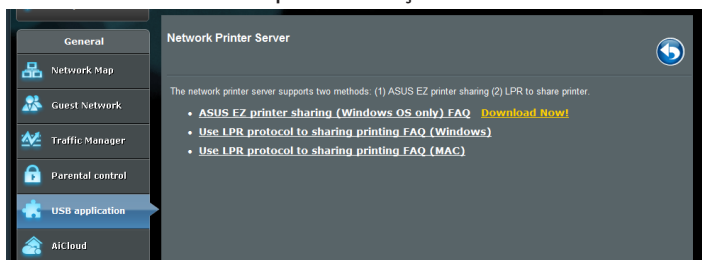 General
Network Map
Guest Network
Traffic Manager
Parental control
USB application
AiCloud
Network Printer Server
The network printer server supports two methods: (1) ASUS EZ printer sharing (2) LPR to share printer.
ASUS EZ printer sharing (Windows OS only) FAQ Download Now!
Use LPR protocol to sharing printing FAQ (Windows)
Use LPR protocol to sharing printing FAQ (MAC)